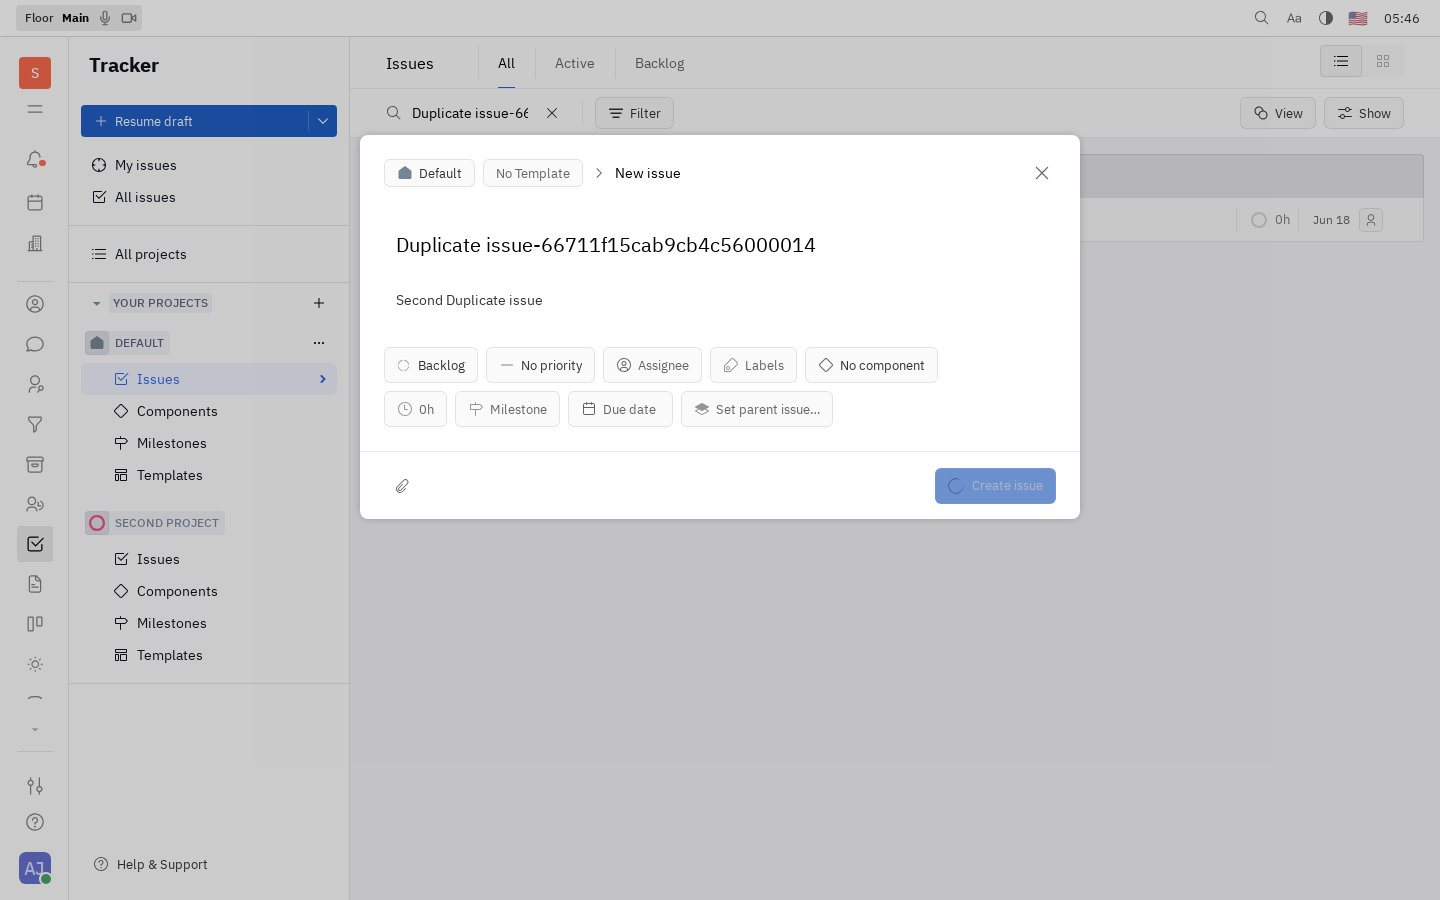 Floor Main
Aa
05:46
S
Tracker
Resume draft
My issues
All issues
All projects
YOUR PROJECTS
DEFAULT
Issues
Components
Milestones
Templates
SECOND PROJECT
Issues
Components
Milestones
Templates
Help & Support
AJ
Issues
All
Active
Backlog
Duplicate issue-66
Filter
View
Show
0h
Jun 18
Default
No Template
New issue
Duplicate issue-66711f15cab9cb4c56000014
Second Duplicate issue
Backlog
No priority
Assignee
Labels
No component
0h
Milestone
Due date
Set parent issue...
Create issue